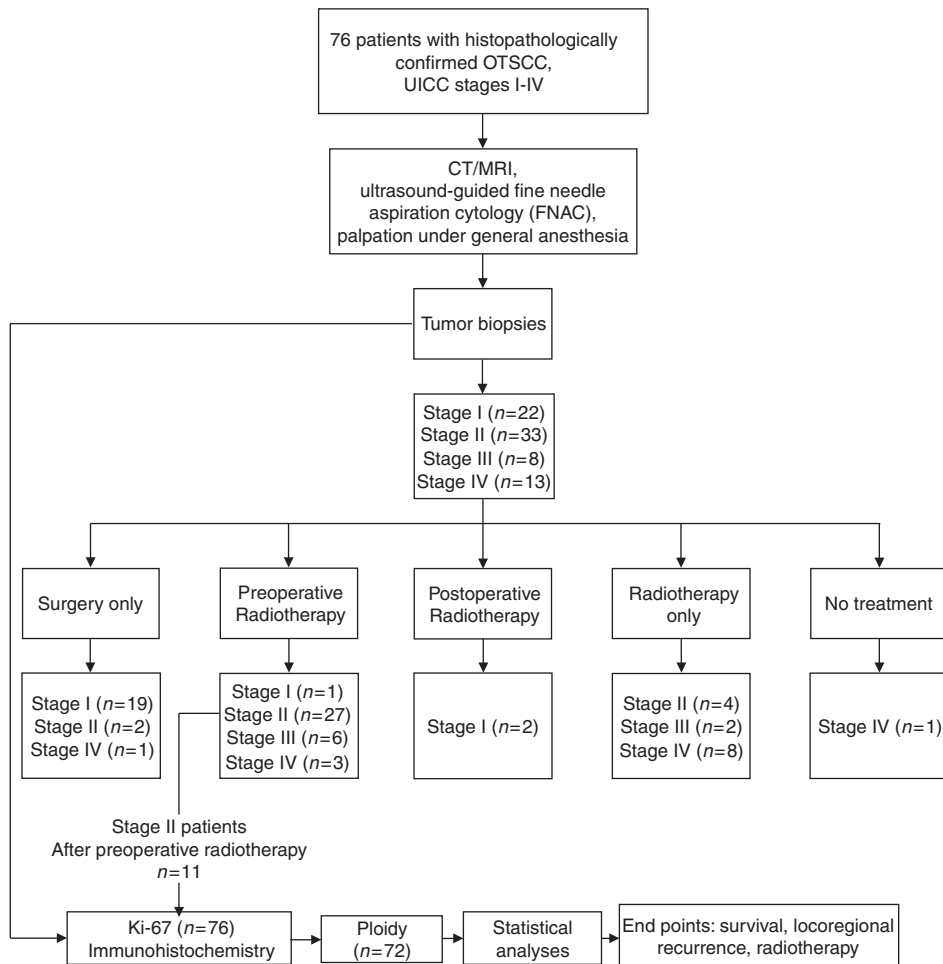 76 patients with histopathologically
confirmed OTSCC,
UICC stages I-IV
CT/MRI,
ultrasound-guided fine needle
aspiration cytology (FNAC),
palpation under general anesthesia
Tumor biopsies
Stage I (n=22)
Stage II (n=33)
Stage III (n=8)
Stage IV (n=13)
Surgery only
Preoperative
Radiotherapy
Postoperative
Radiotherapy
Radiotherapy
only
No treatment
Stage I (n=19)
Stage II (n=2)
Stage IV (n=1)
Stage I (n=1)
Stage II (n=27)
Stage III (n=6)
Stage IV (n=3)
Stage I (n=2)
Stage II (n=4)
Stage III (n=2)
Stage IV (n=8)
Stage IV (n=1)
Stage II patients
After preoperative radiotherapy
n=11
Ki-67 (n=76)
Immunohistochemistry
Ploidy
(n=72)
Statistical
analyses
End points: survival, locoregional
recurrence, radiotherapy